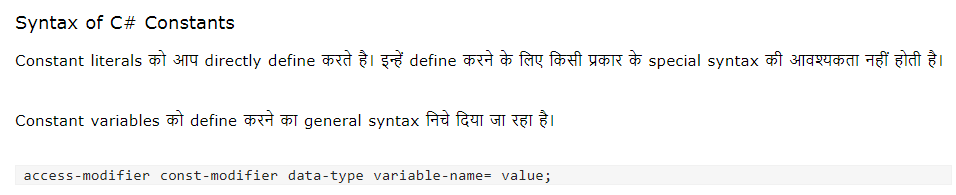 Syntax of C# Constants
Constant literals को आप directly define करते है। इन्हें define करने के लिए किसी प्रकार के special syntax की आवश्यकता नहीं होती है।
Constant variables को define करने का general syntax निचे दिया जा रहा है।
access-modifier const-modifier data-type variable-name= value;